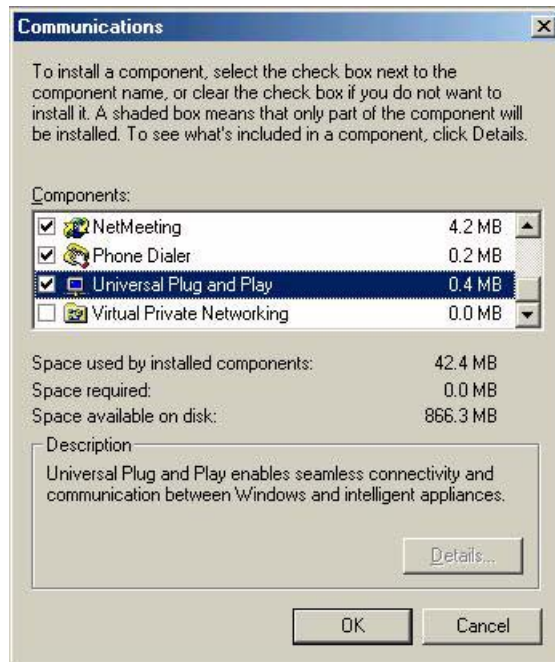 Communications
To install a component, select the check box next to the
component name, or clear the check box if you do not want to
install it. A shaded box means that only part of the component will
be installed. To see what's included in a component, click Details.
Components:
NetMeeting 4.2 MB
Phone Dialer 0.2 MB
Universal Plug and Play 0.4 MB
Virtual Private Networking 0.0 MB
Space used by installed components: 42.4 MB
Space required: 0.0 MB
Space available on disk: 866.3 MB
Description
Universal Plug and Play enables seamless connectivity and
communication between Windows and intelligent appliances.
Details...
OK Cancel